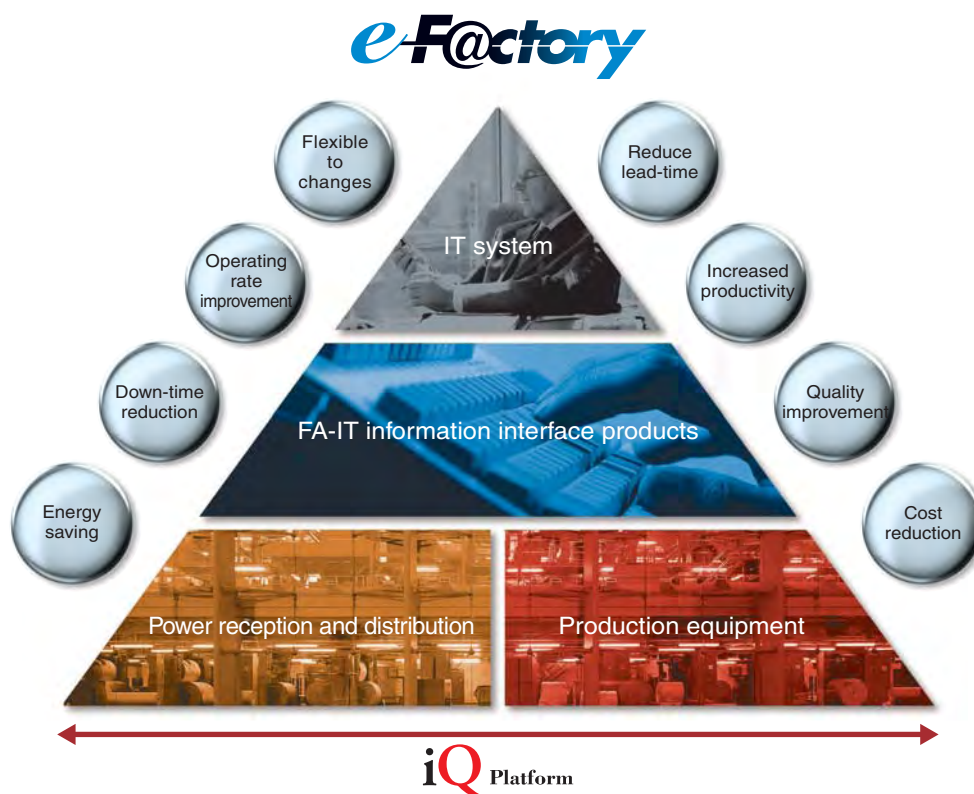 e-F@ctory
Flexible
to
changes
Reduce
lead-time
IT system
Operating
rate
improvement
Increased
productivity
Down-time
reduction
FA-IT information interface products
Quality
improvement
Energy
saving
Cost
reduction
Power reception and distribution
Production equipment
iQ Platform